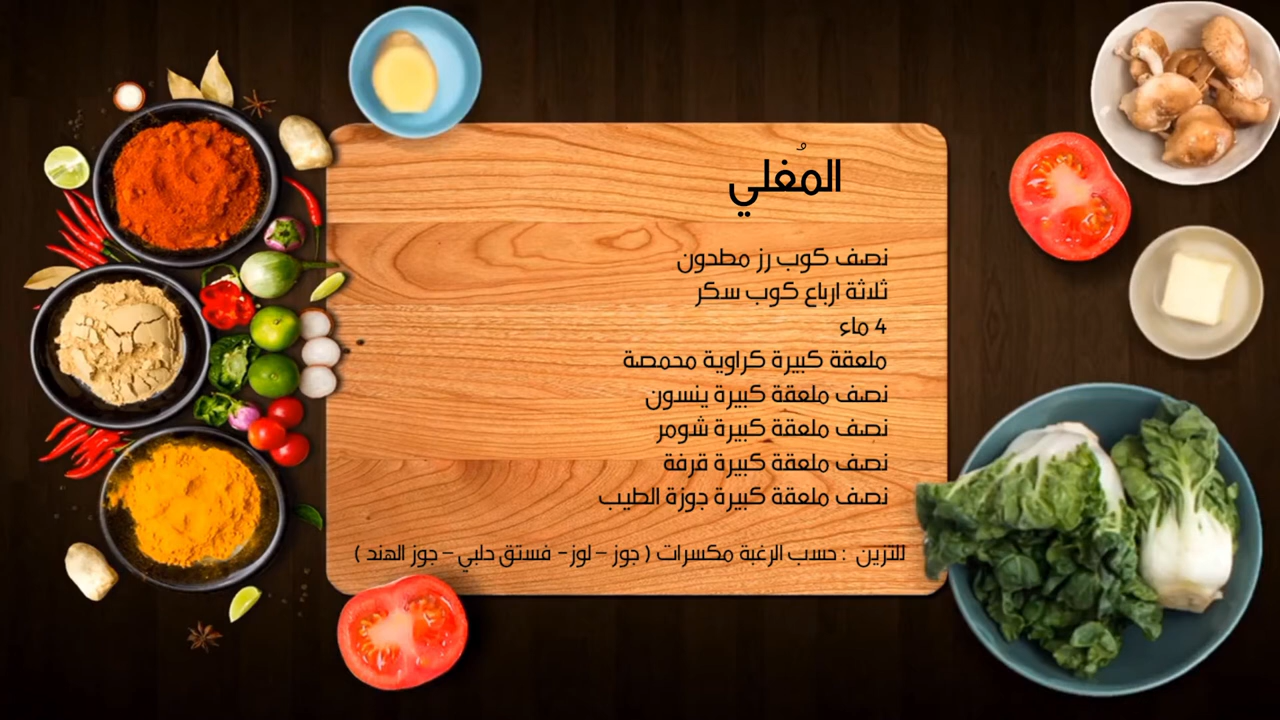 المُغلي
نصف كوب رز مطحون
ثلاثة ارباع كوب سكر
4 ماء
ملعقة كبيرة كراوية محمصة
نصف ملعقة كبيرة ينسون
نصف ملعقة كبيرة شومر
نصف ملعقة كبيرة قرفة
نصف ملعقة كبيرة جوزة الطيب
للتزين : حسب الرغبة مكسرات ( جوز – لوز – فستق حلبي – جوز الهند )